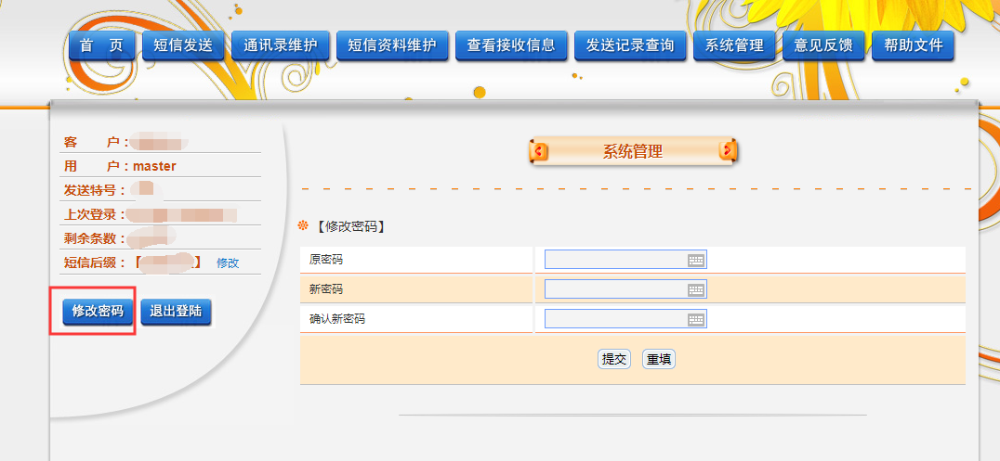 首 页 短信发送 通讯录维护 短信资料维护 查看接收信息 发送记录查询 系统管理 意见反馈 帮助文件
客 户：
用 户：master
发送特号：
上次登录：
剩余条数：
短信后缀：【 】 修改
修改密码 退出登陆
系统管理
【修改密码】
原密码
新密码
确认新密码
提交 重填